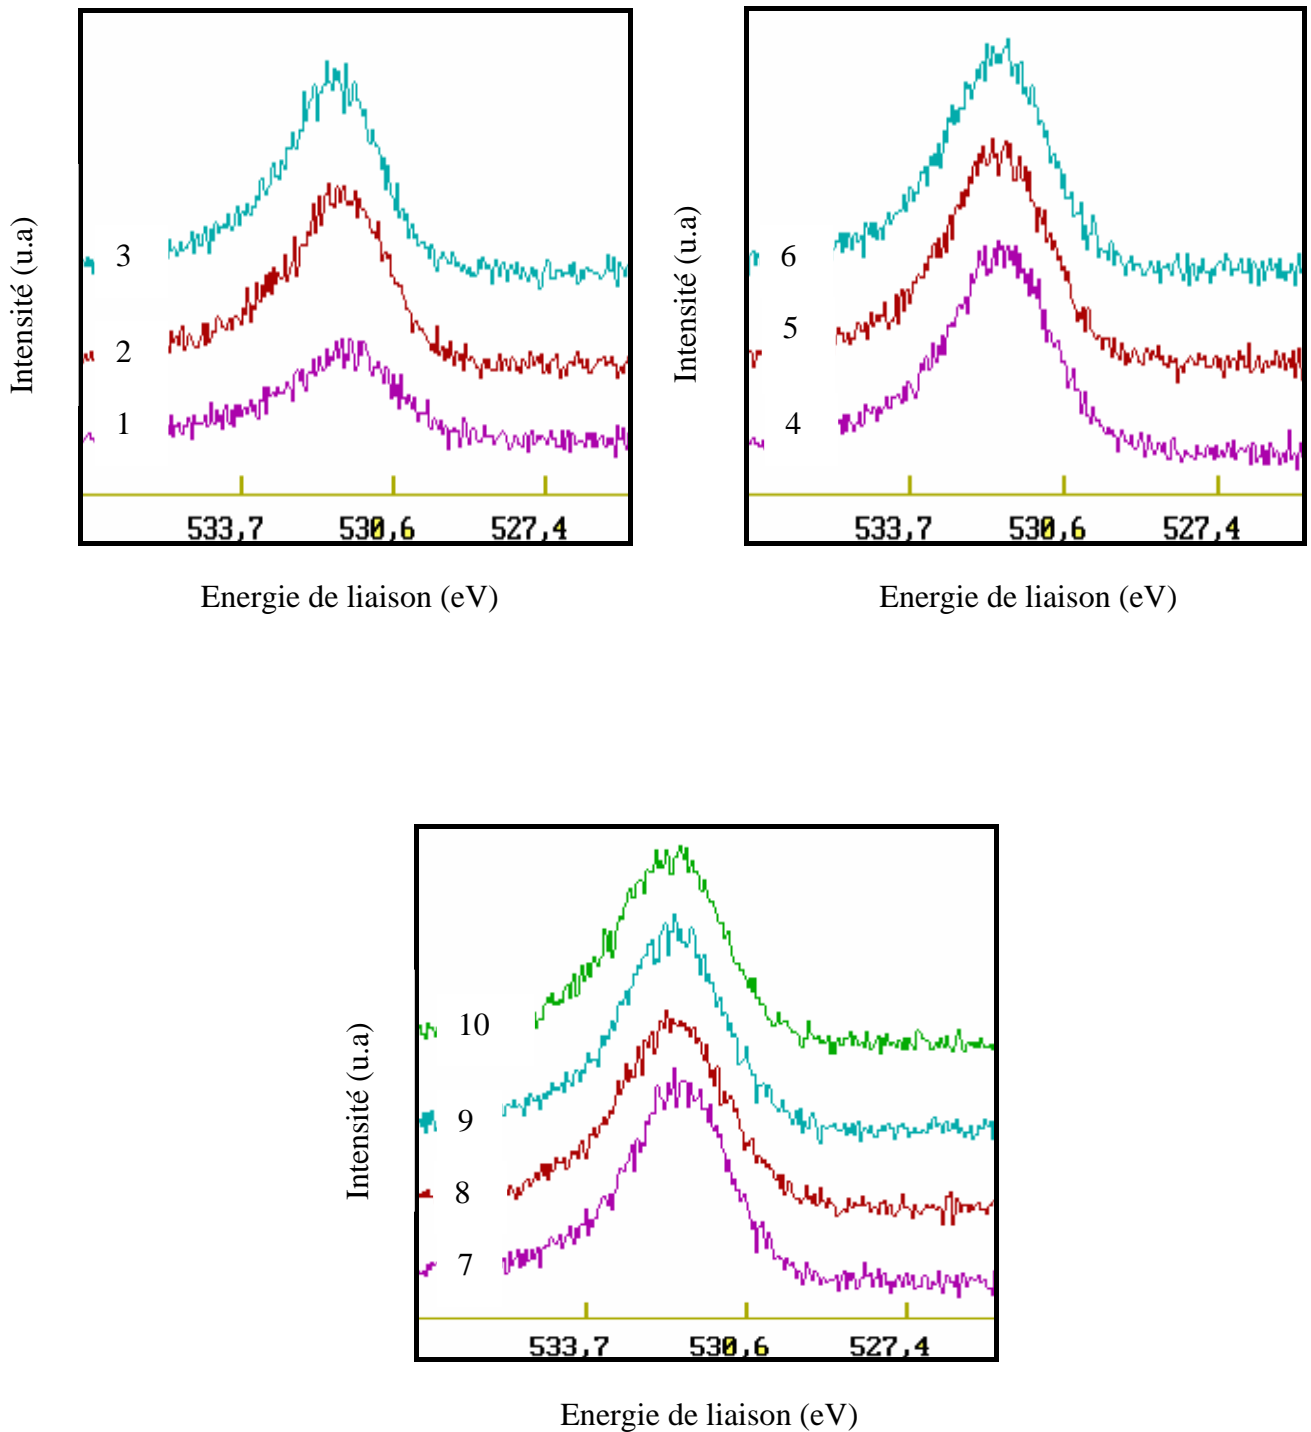 Intensité (u.a)
3
2
1
533,7 530,6 527,4
Energie de liaison (eV)
Intensité (u.a)
6
5
4
533,7 530,6 527,4
Energie de liaison (eV)
Intensité (u.a)
10
9
8
7
533,7 530,6 527,4
Energie de liaison (eV)